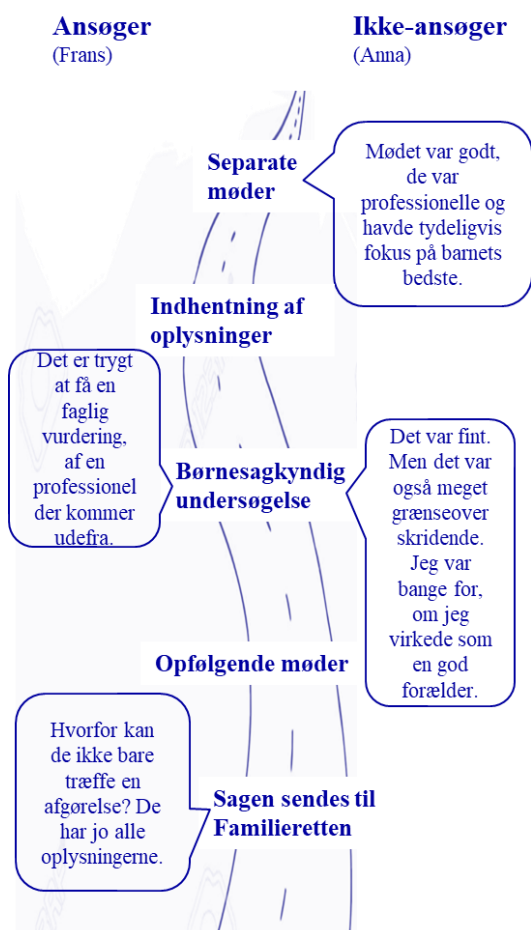 Ansøger
(Frans)
Ikke-ansøger
(Anna)
Separate
møder
Mødet var godt,
de var
professionelle og
havde tydeligvis
fokus på barnets
bedste.
Indhentning af
oplysninger
Det er trygt
at få en
faglig
vurdering,
af en
professionel
der kommer
udefra.
Børnesagkyndig
undersøgelse
Det var fint.
Men det var
også meget
grænseover
skridende.
Jeg var
bange for,
om jeg
virkede som
en god
forælder.
Opfølgende møder
Hvorfor kan
de ikke bare
træffe en
afgørelse? De
har jo alle
oplysningerne.
Sagen sendes til
Familieretten